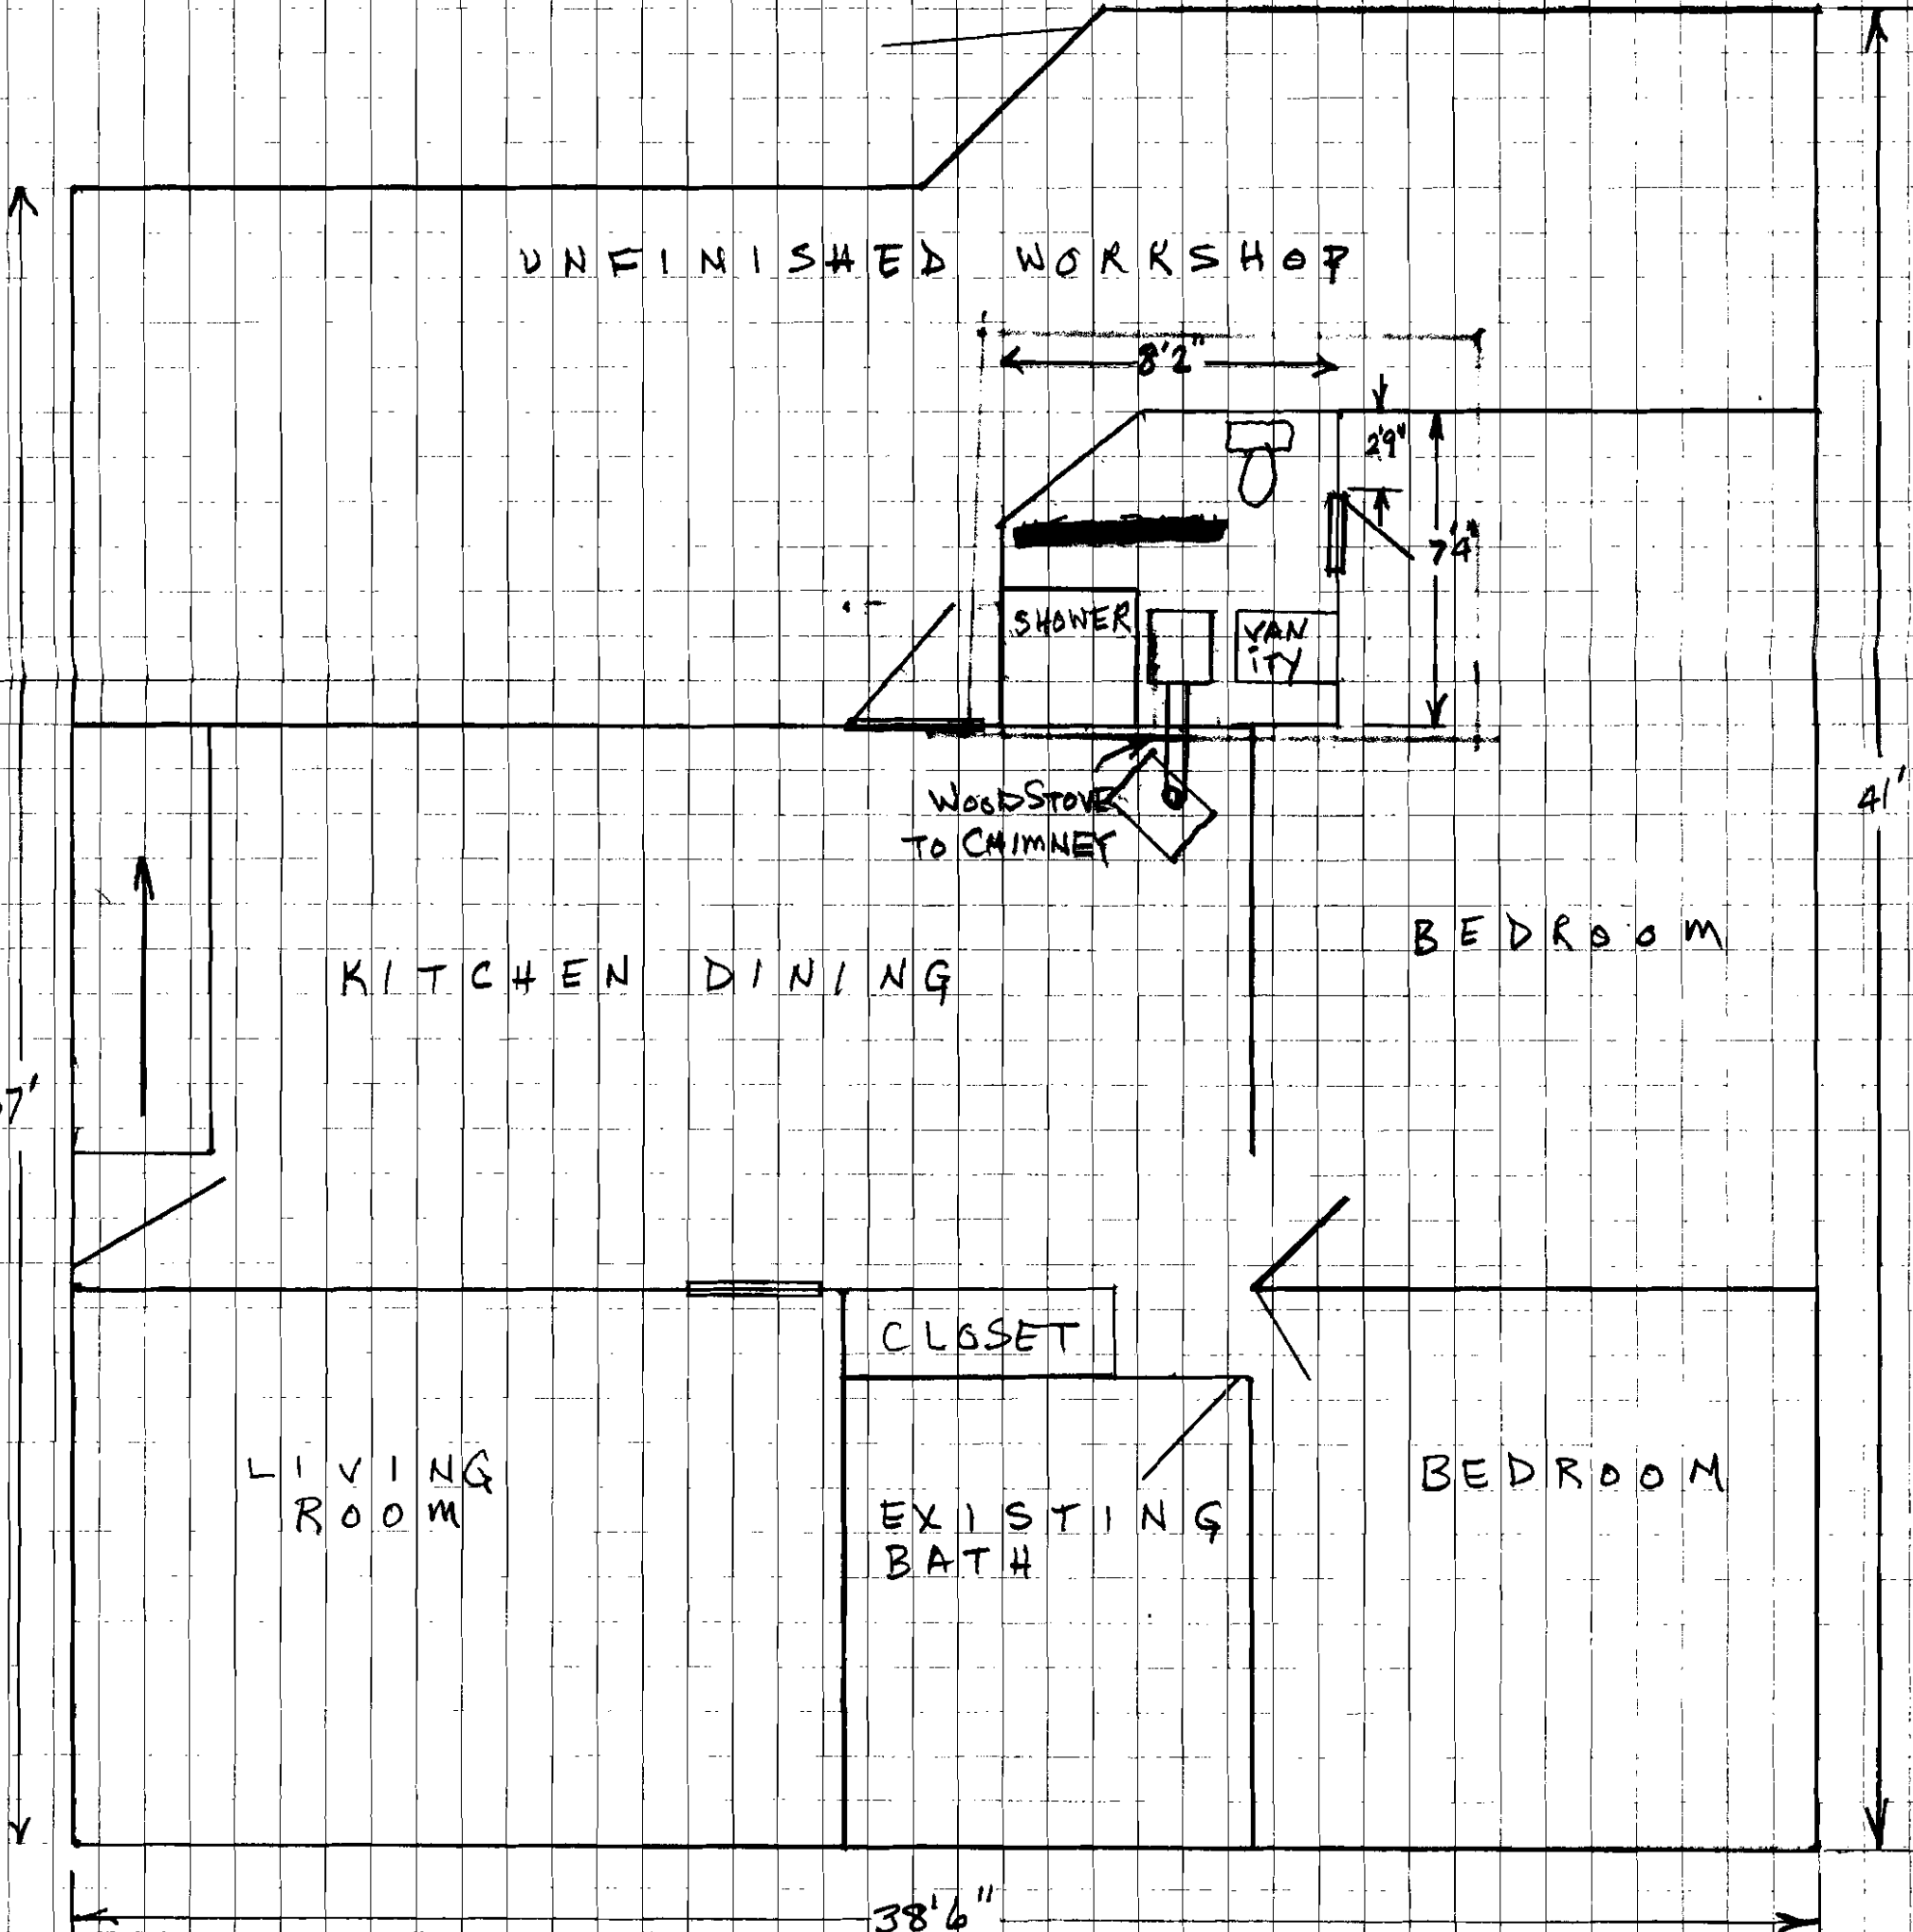 UNFINISHED WORKSHOP
8'2"
2'9"
7'4"
SHOWER
VAN
iTY
WOODSTOVE
TO CHIMNEY
41'
BEDROOM
KITCHEN DINING
7'
CLOSET
LIVING
ROOM
EXISTING
BATH
BEDROOM
38'6"